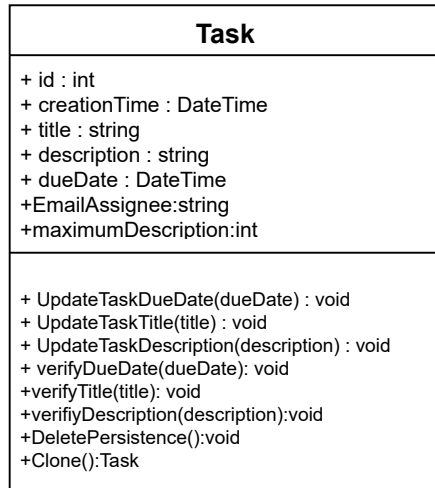 Task
+ id : int
+ creationTime : DateTime
+ title : string
+ description : string
+ dueDate : DateTime
+EmailAssignee:string
+maximumDescription:int
+ UpdateTaskDueDate(dueDate) : void
+ UpdateTaskTitle(title) : void
+ UpdateTaskDescription(description) : void
+ verifyDueDate(dueDate): void
+verifyTitle(title): void
+verifiyDescription(description):void
+DeletePersistence():void
+Clone():Task